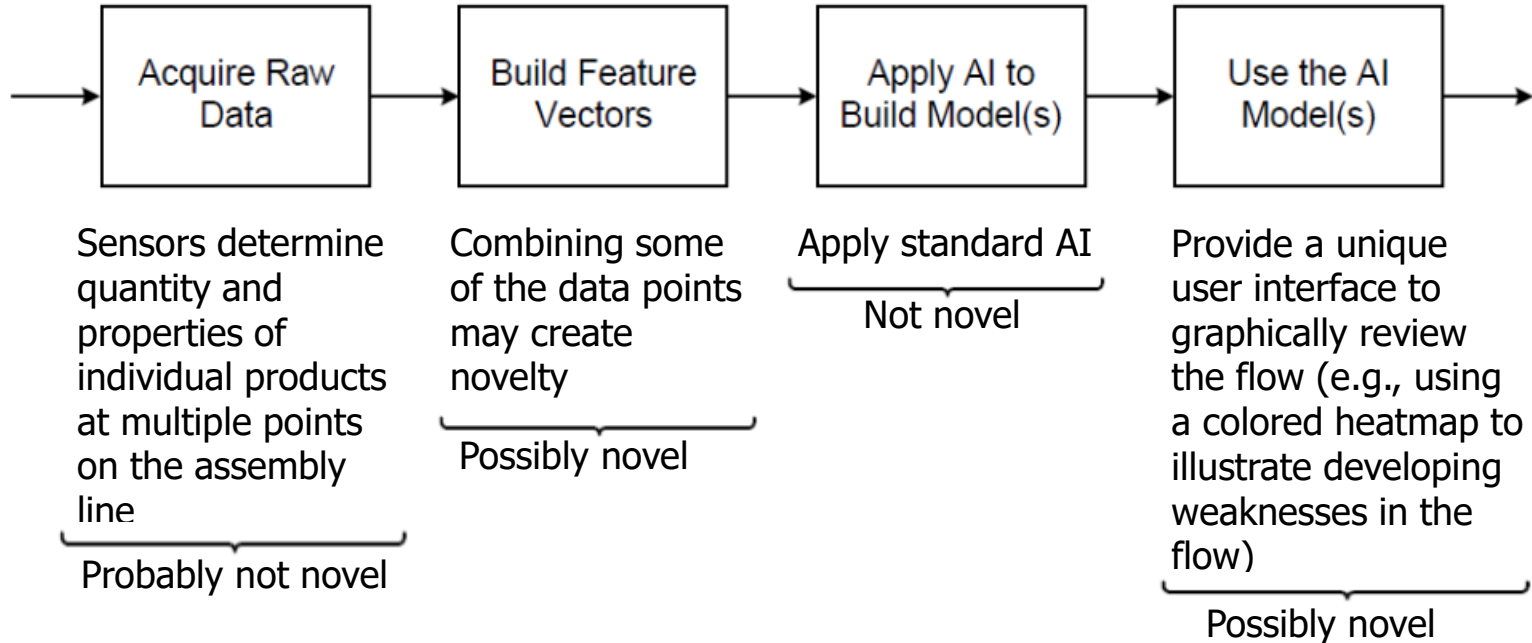 Acquire Raw
Data
Build Feature
Vectors
Apply AI to
Build Model(s)
Use the AI
Model(s)
Sensors determine
quantity and
properties of
individual products
at multiple points
on the assembly
line
Probably not novel
Combining some
of the data points
may create
novelty
Possibly novel
Apply standard AI
Not novel
Provide a unique
user interface to
graphically review
the flow (e.g., using
a colored heatmap to
illustrate developing
weaknesses in the
flow)
Possibly novel